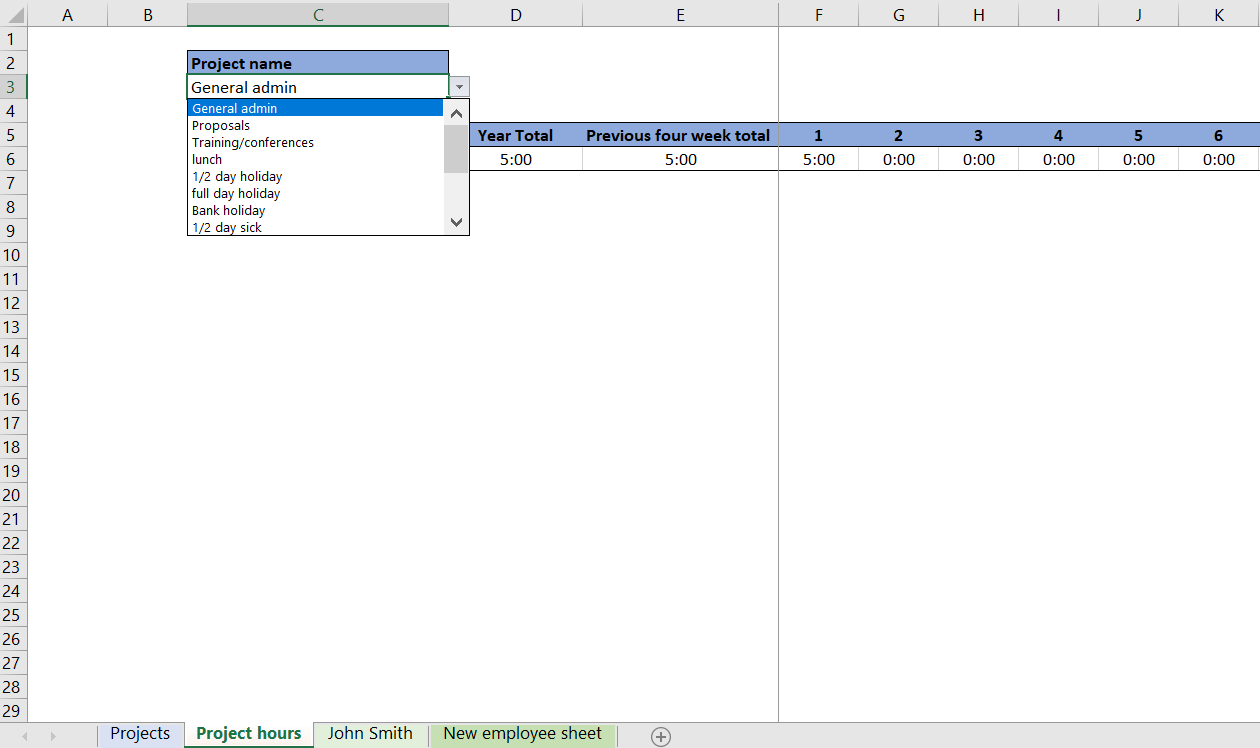 A B C D E F G H I J K
1
2 Project name
3 General admin
4 General admin
Proposals
5 Training/conferences Year Total Previous four week total 1 2 3 4 5 6
6 lunch 5:00 5:00 5:00 0:00 0:00 0:00 0:00 0:00
7 1/2 day holiday
full day holiday
8 Bank holiday
9 1/2 day sick
10
11
12
13
14
15
16
17
18
19
20
21
22
23
24
25
26
27
28
29
Projects Project hours John Smith New employee sheet